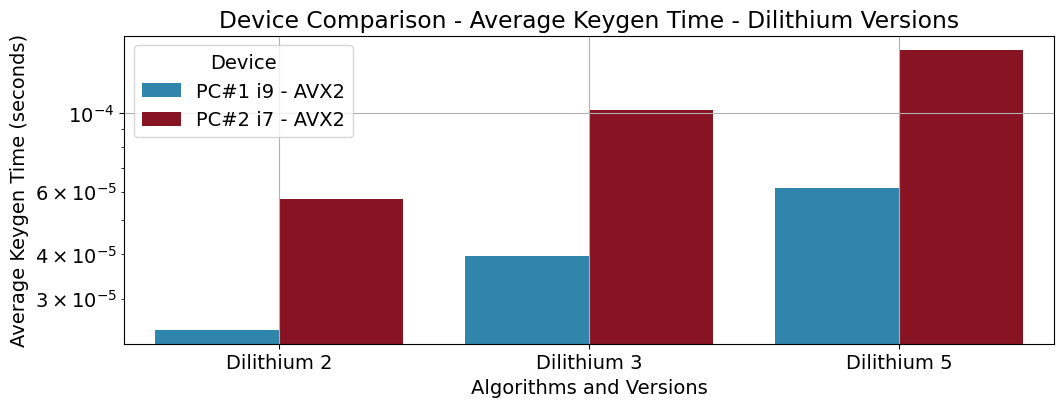 Device Comparison - Average Keygen Time - Dilithium Versions
Average Keygen Time (seconds)
Device
PC#1 i9 - AVX2
PC#2 i7 - AVX2
10⁻⁴
6 × 10⁻⁵
4 × 10⁻⁵
3 × 10⁻⁵
Dilithium 2
Dilithium 3
Dilithium 5
Algorithms and Versions